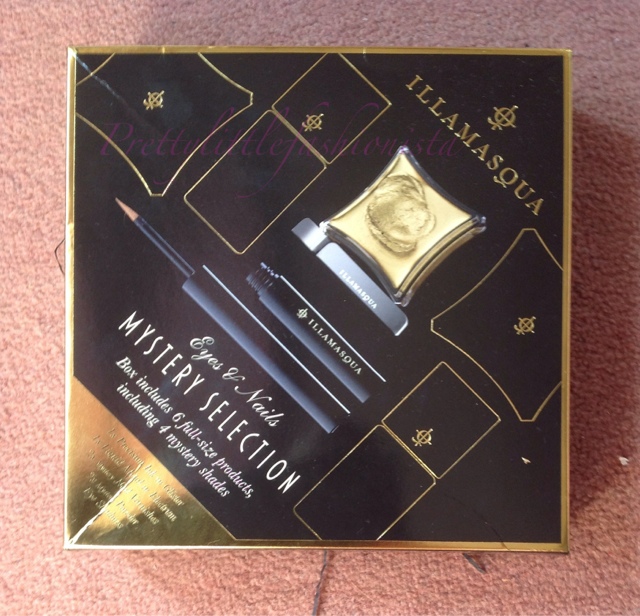 ILLAMASQUA
Prettylittlefashionista
ILLAMASQUA
ILLAMASQUA
Eyes & Nails
MYSTERY SELECTION
Box includes 6 full-size products,
including 4 mystery shades